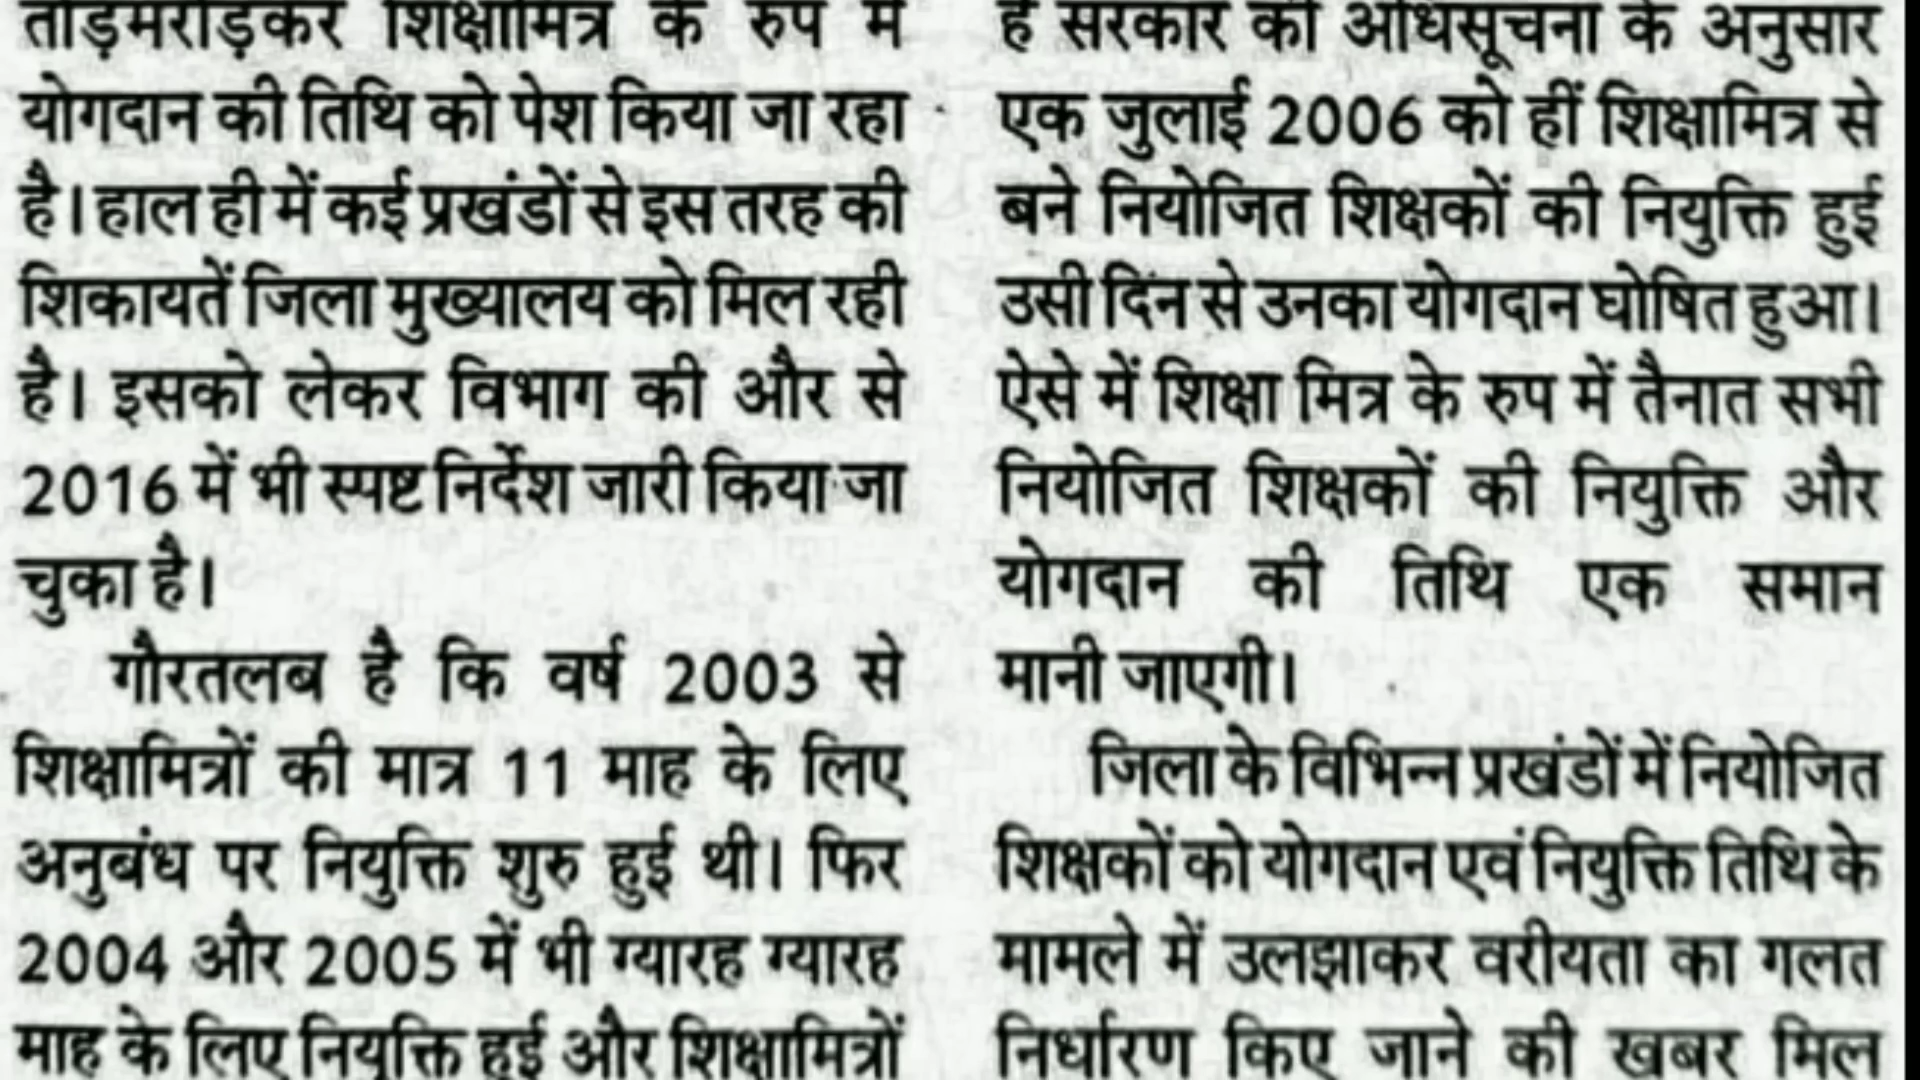 तोड़मरोड़कर शिक्षामित्र के रुप में
योगदान की तिथि को पेश किया जा रहा
है। हाल ही में कई प्रखंडों से इस तरह की
शिकायतें जिला मुख्यालय को मिल रही
है। इसको लेकर विभाग की और से
2016 में भी स्पष्ट निर्देश जारी किया जा
चुका है।
गौरतलब है कि वर्ष 2003 से
शिक्षामित्रों की मात्र 11 माह के लिए
अनुबंध पर नियुक्ति शुरु हुई थी। फिर
2004 और 2005 में भी ग्यारह ग्यारह
माह के लिए नियुक्ति हुई और शिक्षामित्रों
है सरकार की अधिसूचना के अनुसार
एक जुलाई 2006 को हीं शिक्षामित्र से
बने नियोजित शिक्षकों की नियुक्ति हुई
उसी दिन से उनका योगदान घोषित हुआ।
ऐसे में शिक्षा मित्र के रुप में तैनात सभी
नियोजित शिक्षकों की नियुक्ति और
योगदान की तिथि एक समान
मानी जाएगी।
जिला के विभिन्न प्रखंडों में नियोजित
शिक्षकों को योगदान एवं नियुक्ति तिथि के
मामले में उलझाकर वरीयता का गलत
निर्धारण किए जाने की खबर मिल